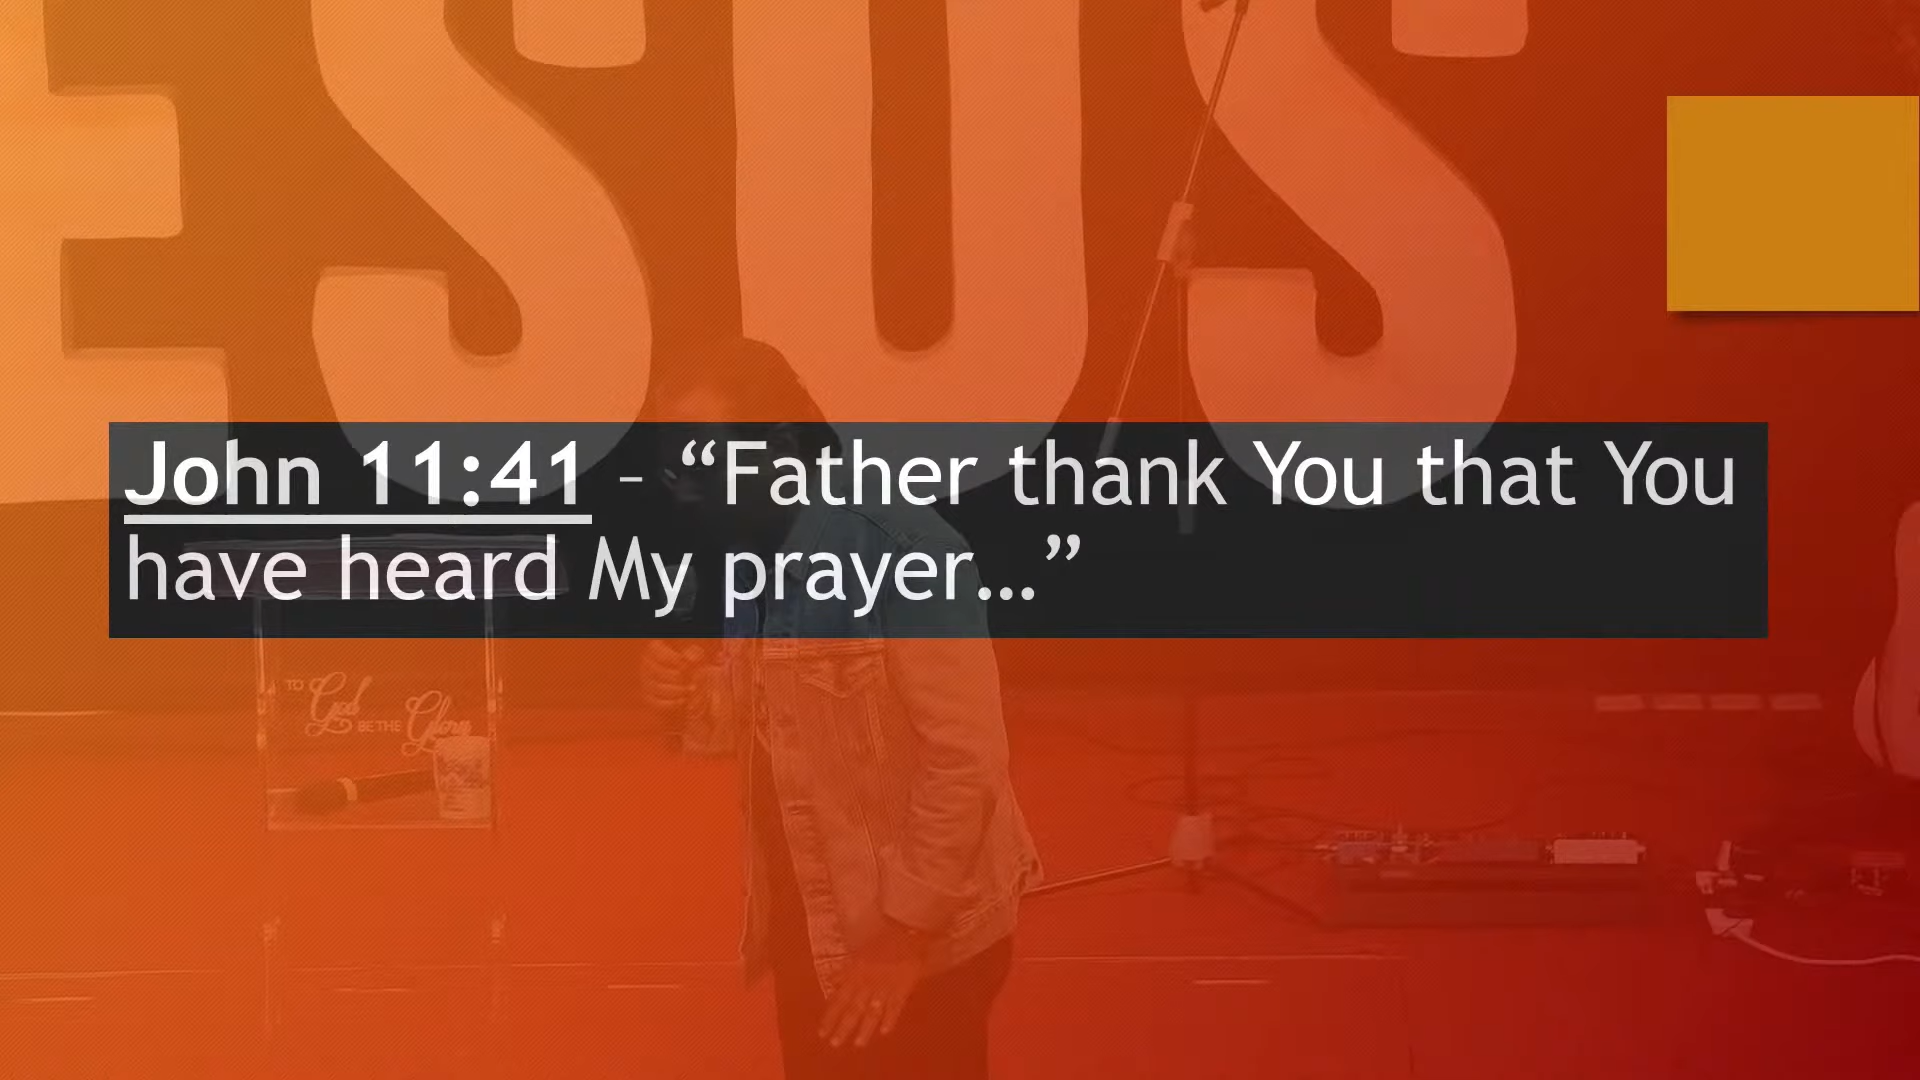 ESUS
John 11:41 – “Father thank You that You
have heard My prayer…”
TO God BE THE Glory